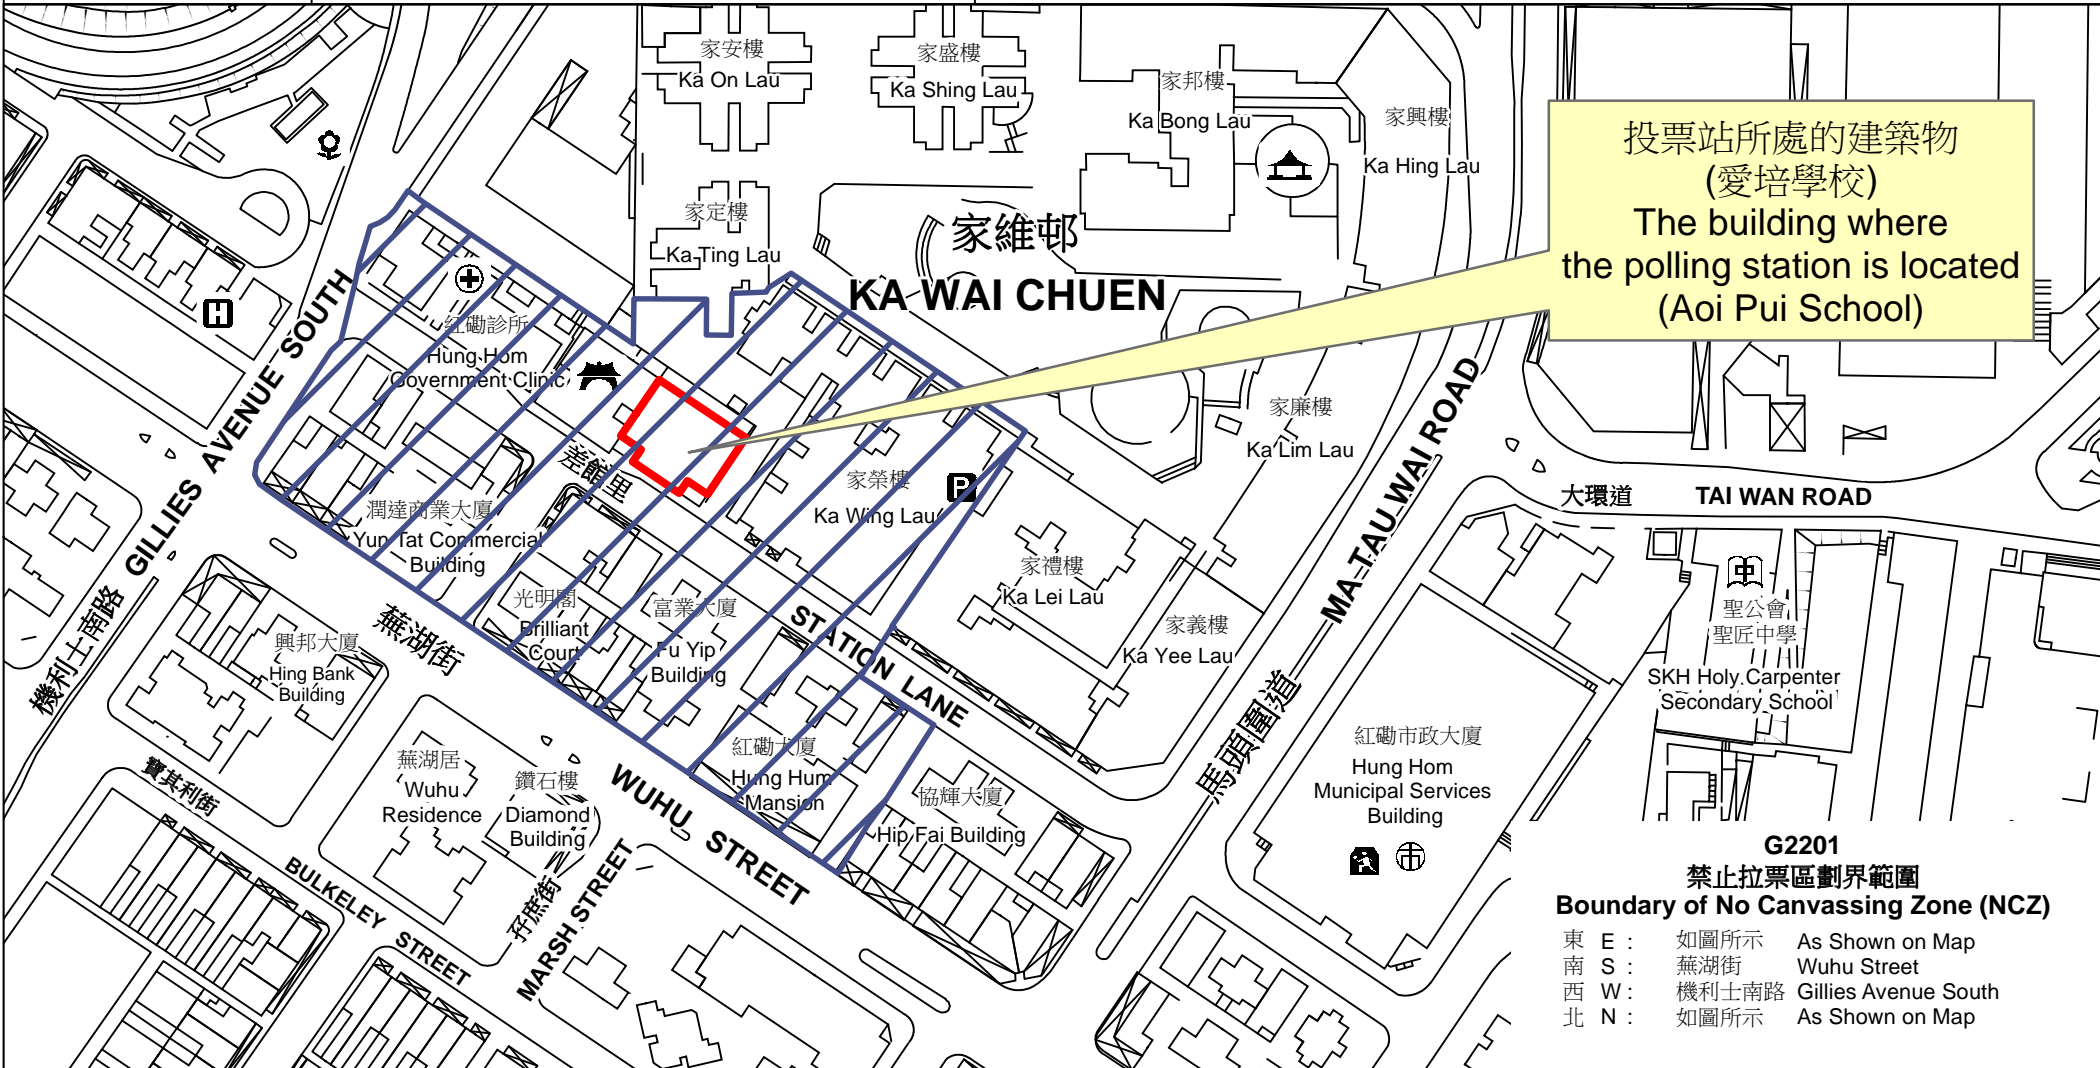 家安樓
Ka On Lau
家盛樓
Ka Shing Lau
家邦樓
Ka Bong Lau
家興樓
Ka Hing Lau
投票站所處的建築物
(愛培學校)
The building where
the polling station is located
(Aoi Pui School)
家定樓
Ka Ting Lau
家維邨
KA WAI CHUEN
H
紅磡診所
Hung Hom
Government Clinic
機利士南路 GILLIES AVENUE SOUTH
差館里
STATION LANE
家榮樓
Ka Wing Lau
P
家廉樓
Ka Lim Lau
馬頭圍道
MA TAU WAI ROAD
大環道 TAI WAN ROAD
潤達商業大廈
Yun Tat Commercial
Building
光明閣
Brilliant
Court
富業大廈
Fu Yip
Building
家禮樓
Ka Lei Lau
家義樓
Ka Yee Lau
中
聖公會
聖匠中學
SKH Holy Carpenter
Secondary School
興邦大廈
Hing Bank
Building
蕪湖街
WUHU STREET
紅磡大廈
Hung Hum
Mansion
協輝大廈
Hip Fai Building
紅磡市政大廈
Hung Hom
Municipal Services
Building
市
蕪湖居
Wuhu
Residence
鑽石樓
Diamond
Building
寶其利街
BULKELEY STREET
孖庶街
MARSH STREET
G2201
禁止拉票區劃界範圍
Boundary of No Canvassing Zone (NCZ)
東 E : 如圖所示 As Shown on Map
南 S : 蕪湖街 Wuhu Street
西 W : 機利士南路 Gillies Avenue South
北 N : 如圖所示 As Shown on Map